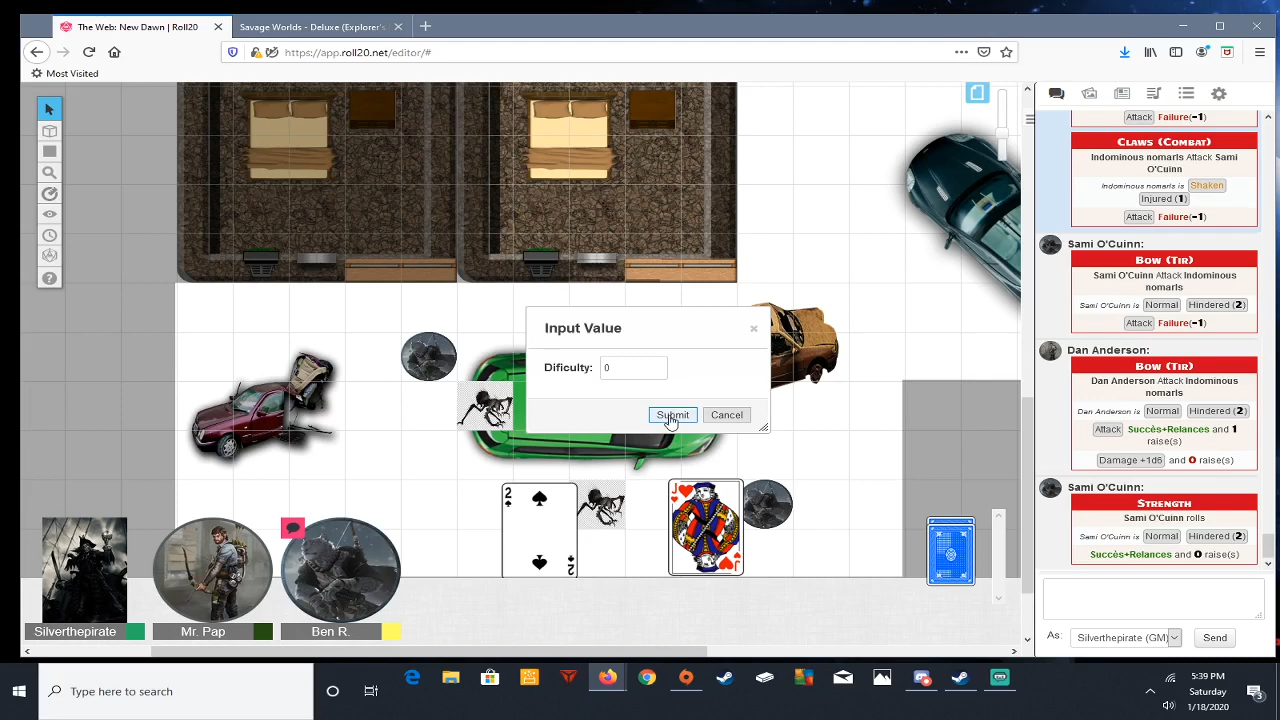 The Web: New Dawn | Roll20
Savage Worlds - Deluxe (Explorer's
https://app.roll20.net/editor/#
Most Visited
Attack Failure(-1)
Claws (Combat)
Indominous nomarls Attack Sami
O'Cuinn
Indominous nomarls is Shaken
Injured (1)
Attack Failure(-1)
Sami O'Cuinn:
Bow (Tir)
Sami O'Cuinn Attack Indominous
nomarls
Sami O'Cuinn is Normal Hindered (2)
Attack Failure(-1)
Dan Anderson:
Bow (Tir)
Dan Anderson Attack Indominous
nomarls
Dan Anderson is Normal Hindered (2)
Attack Succès+Relances and 1
raise(s)
Damage +1d6 and 0 raise(s)
Sami O'Cuinn:
Strength
Sami O'Cuinn rolls
Sami O'Cuinn is Normal Hindered (2)
Succès+Relances and 0 raise(s)
Input Value
Dificulty: 0
Submit Cancel
2
2
J
J
Silverthepirate
Mr. Pap
Ben R.
As: Silverthepirate (GM) Send
Type here to search
5:39 PM
Saturday
1/18/2020
3